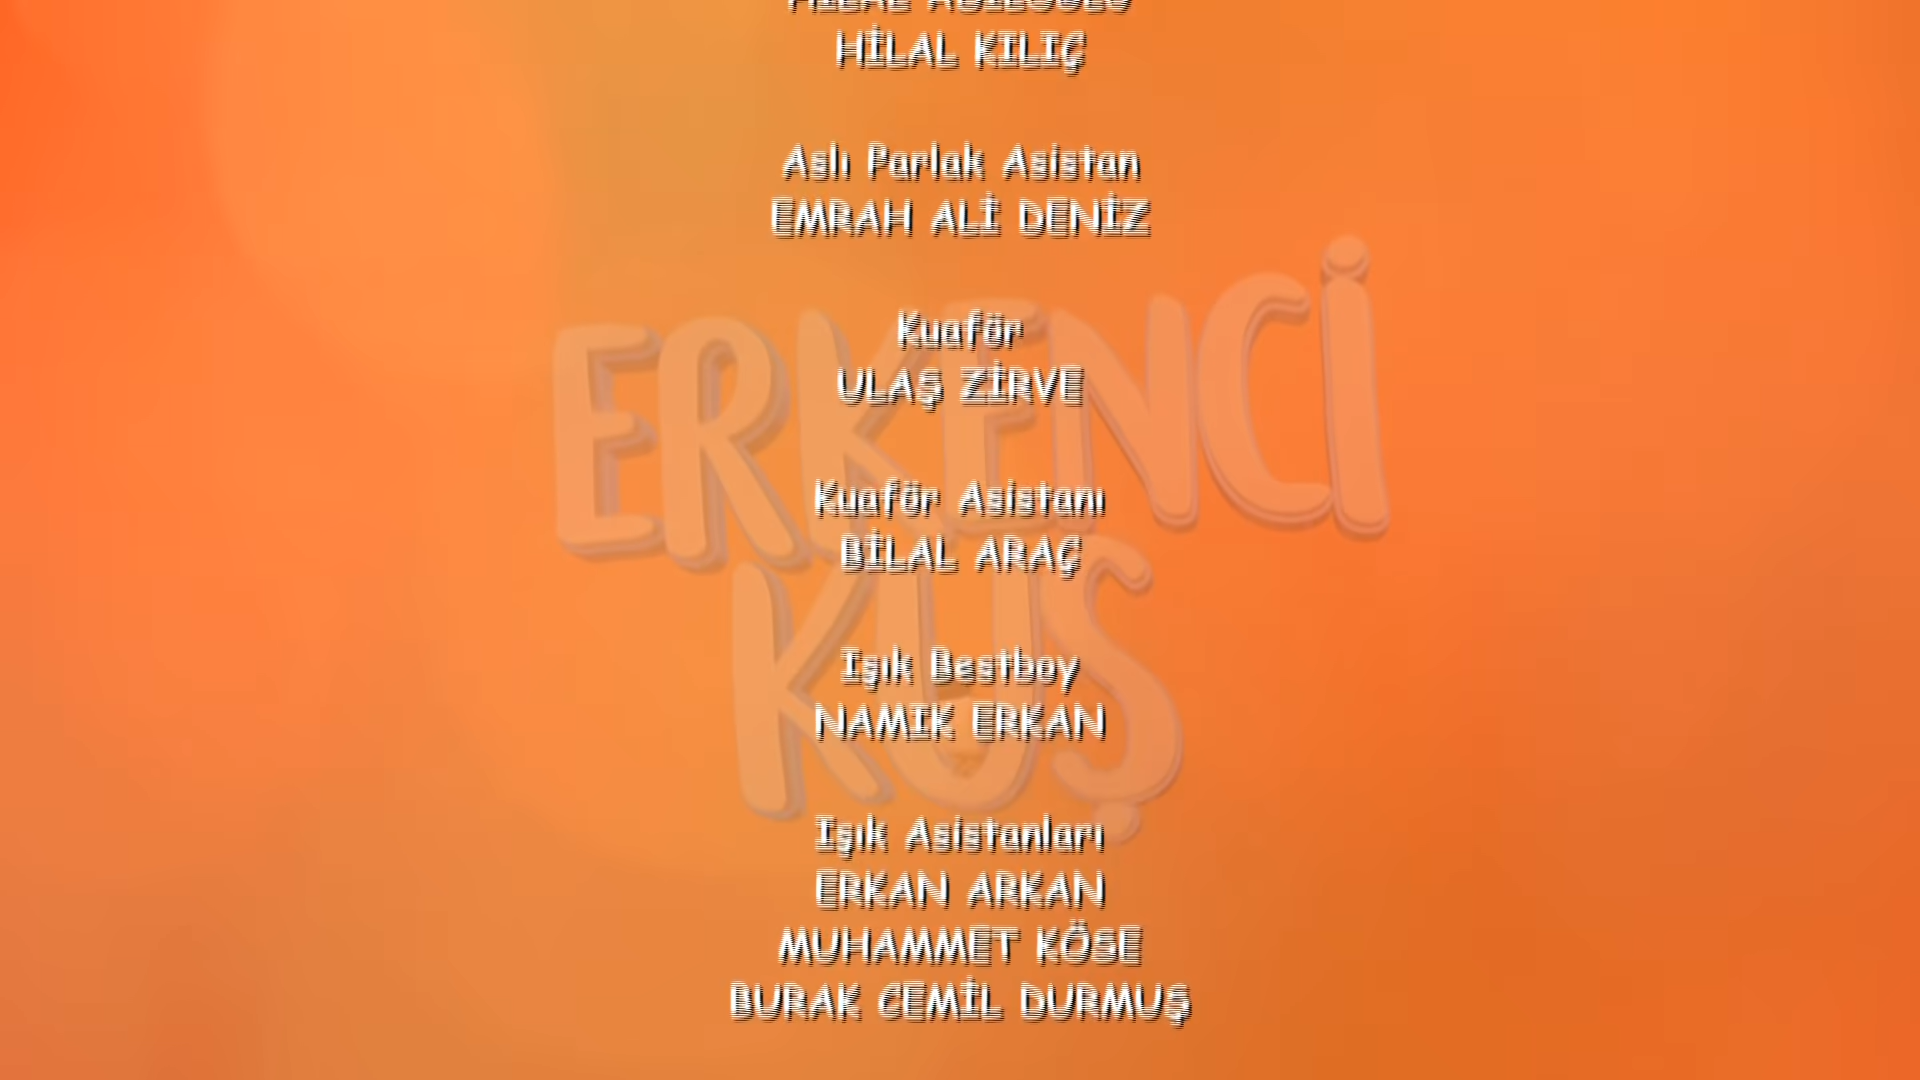 HİLAL KILIÇ
Aslı Parlak Asistan
EMRAH ALİ DENİZ
ERKENCİ
KUŞ
Kuaför
ULAŞ ZİRVE
Kuaför Asistanı
BİLAL ARAÇ
Işık Bestboy
NAMIK ERKAN
Işık Asistanları
ERKAN ARKAN
MUHAMMET KÖSE
BURAK CEMİL DURMUŞ